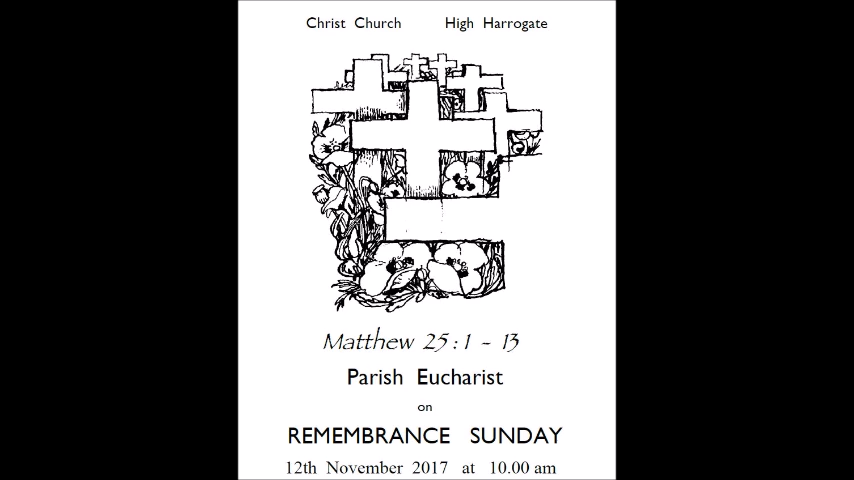 Christ Church High Harrogate
Matthew 25 : 1 - 13
Parish Eucharist
on
REMEMBRANCE SUNDAY
12th November 2017 at 10.00 am